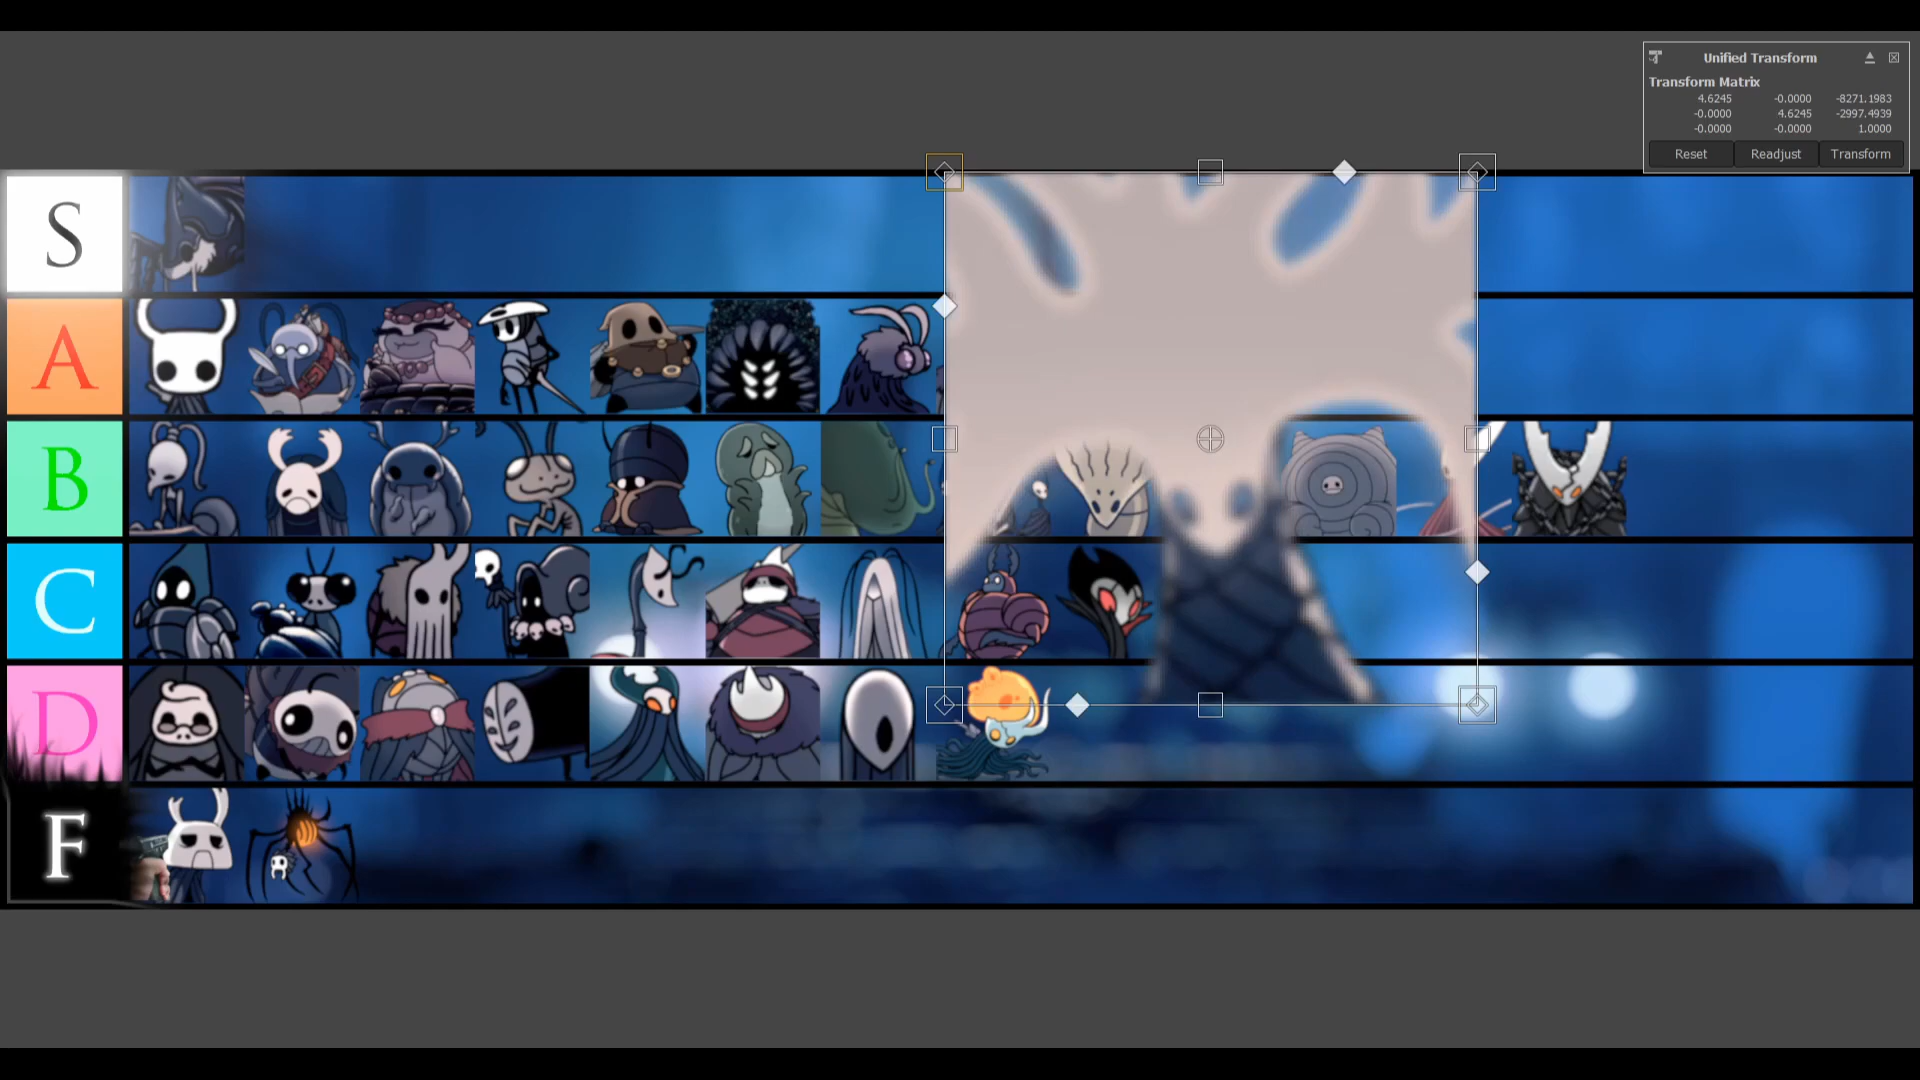 Unified Transform
Transform Matrix
4.6245 -0.0000 -8271.1983
-0.0000 4.6245 -2997.4939
-0.0000 -0.0000 1.0000
Reset Readjust Transform
S
A
B
C
D
F